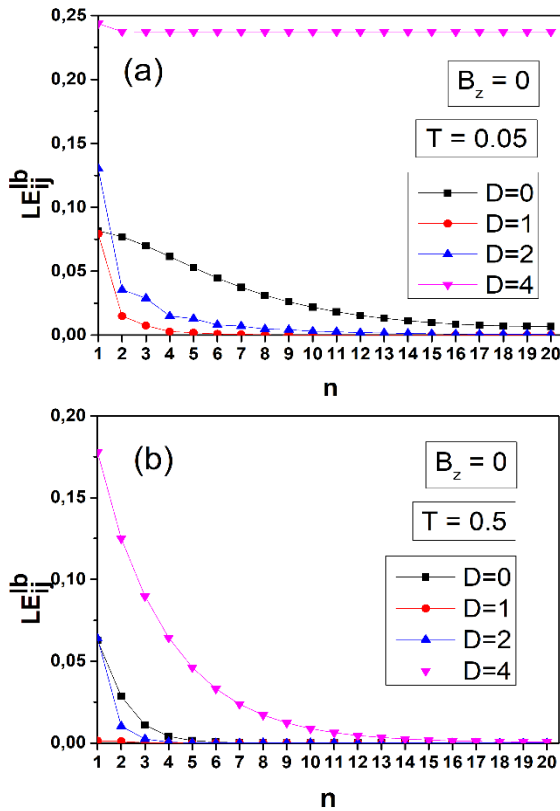 0,25
0,20
0,15
0,10
0,05
0,00
LE^lb_ij
(a)
B_z = 0
T = 0.05
D=0
D=1
D=2
D=4
1 2 3 4 5 6 7 8 9 10 11 12 13 14 15 16 17 18 19 20
n
0,20
0,15
0,10
0,05
0,00
LE^lb_ij
(b)
B_z = 0
T = 0.5
D=0
D=1
D=2
D=4
1 2 3 4 5 6 7 8 9 10 11 12 13 14 15 16 17 18 19 20
n